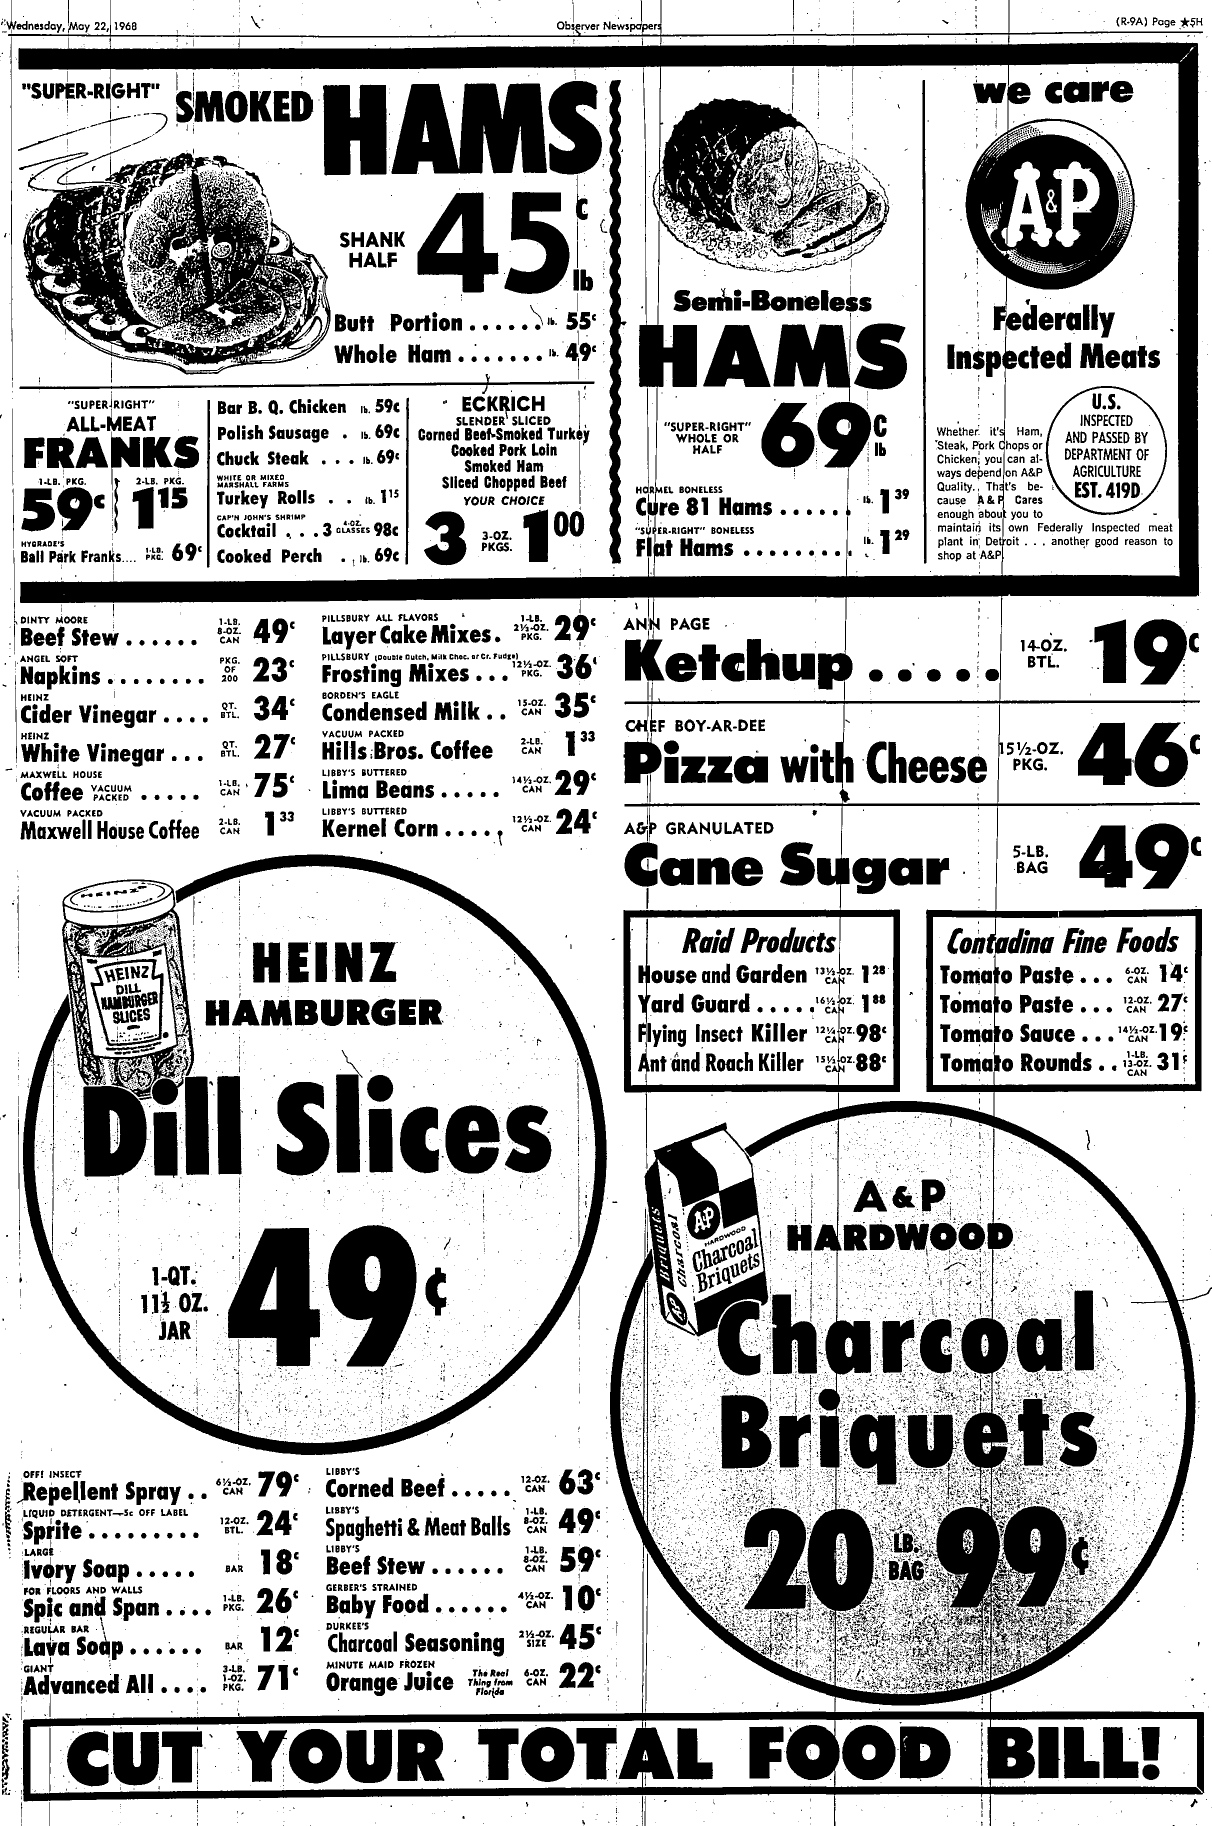 Wednesday, May 22, 1968
Observer Newspapers
(R-9A) Page ★5H
"SUPER-RIGHT"
SMOKED HAMS
SHANK
HALF
45c lb
Butt Portion ...... lb. 55c
Whole Ham ....... lb. 49c
Semi-Boneless
HAMS
"SUPER-RIGHT"
WHOLE OR
HALF
69c lb
HORMEL BONELESS
Cure 81 Hams ...... lb. 1 39
"SUPER-RIGHT" BONELESS
Flat Hams ......... lb. 1 29
we care
A&P
Federally
Inspected Meats
U.S.
INSPECTED
AND PASSED BY
DEPARTMENT OF
AGRICULTURE
EST. 419D
Whether it's Ham,
Steak, Pork Chops or
Chicken, you can al-
ways depend on A&P
Quality. That's be-
cause A&P Cares
enough about you to
maintain its own Federally Inspected meat
plant in Detroit . . . another good reason to
shop at A&P.
"SUPER-RIGHT"
ALL-MEAT
FRANKS
1-LB. PKG. 59c
2-LB. PKG. 1 15
HYGRADE'S
Ball Park Franks.... 1-LB. PKG. 69c
Bar B. Q. Chicken lb. 59c
Polish Sausage . lb. 69c
Chuck Steak . . . lb. 69c
WHITE OR MIXED
MARSHALL FARMS
Turkey Rolls . . lb. 1 15
CAP'N JOHN'S SHRIMP
Cocktail . . . 3 4-OZ. GLASSES 98c
Cooked Perch . lb. 69c
ECKRICH
SLENDER SLICED
Corned Beef-Smoked Turkey
Cooked Pork Loin
Smoked Ham
Sliced Chopped Beef
YOUR CHOICE
3 3-OZ. PKGS. 1 00
DINTY MOORE
Beef Stew ...... 1-LB. 8-OZ. CAN 49c
ANGEL SOFT
Napkins ........ PKG. OF 200 23c
HEINZ
Cider Vinegar .... QT. BTL. 34c
HEINZ
White Vinegar ... QT. BTL. 27c
MAXWELL HOUSE
Coffee VACUUM PACKED ..... 1-LB. CAN 75c
VACUUM PACKED
Maxwell House Coffee 2-LB. CAN 1 33
PILLSBURY ALL FLAVORS
Layer Cake Mixes . 1-LB. 2½-OZ. PKG. 29c
PILLSBURY (Double Dutch, Milk Choc. or Cr. Fudge)
Frosting Mixes ... 12½-OZ. PKG. 36c
BORDEN'S EAGLE
Condensed Milk .. 15-OZ. CAN 35c
VACUUM PACKED
Hills Bros. Coffee 2-LB. CAN 1 33
LIBBY'S BUTTERED
Lima Beans ..... 14½-OZ. CAN 29c
LIBBY'S BUTTERED
Kernel Corn ..... 12½-OZ. CAN 24c
ANN PAGE
Ketchup ..... 14-OZ. BTL. 19c
CHEF BOY-AR-DEE
Pizza with Cheese 15½-OZ. PKG. 46c
A&P GRANULATED
Cane Sugar 5-LB. BAG 49c
Raid Products
House and Garden 13½-OZ. CAN 1 28
Yard Guard ..... 16½-OZ. CAN 1 88
Flying Insect Killer 12¼-OZ. CAN 98c
Ant and Roach Killer 15½-OZ. CAN 88c
Contadina Fine Foods
Tomato Paste ... 6-OZ. CAN 14c
Tomato Paste ... 12-OZ. CAN 27c
Tomato Sauce ... 14½-OZ. CAN 19c
Tomato Rounds .. 1-LB. 13-OZ. CAN 31c
HEINZ
HEINZ
DILL
HAMBURGER
SLICES
HEINZ
HAMBURGER
Dill Slices
1-QT.
11½ OZ.
JAR
49¢
A&P
HARDWOOD
Charcoal
Briquets
Briquets
Charcoal
A&P
A & P
HARDWOOD
Charcoal
Briquets
20 LB. BAG 99¢
OFF! INSECT
Repellent Spray .. 6½-OZ. CAN 79c
LIQUID DETERGENT—5c OFF LABEL
Sprite ......... 12-OZ. BTL. 24c
LARGE
Ivory Soap ..... BAR 18c
FOR FLOORS AND WALLS
Spic and Span .... 1-LB. PKG. 26c
REGULAR BAR
Lava Soap ...... BAR 12c
GIANT
Advanced All .... 3-LB. 1-OZ. PKG. 71c
LIBBY'S
Corned Beef ..... 12-OZ. CAN 63c
LIBBY'S
Spaghetti & Meat Balls 1-LB. 8-OZ. CAN 49c
LIBBY'S
Beef Stew ...... 1-LB. 8-OZ. CAN 59c
GERBER'S STRAINED
Baby Food ...... 4½-OZ. CAN 10c
DURKEE'S
Charcoal Seasoning 2½-OZ. SIZE 45c
MINUTE MAID FROZEN
Orange Juice The Real Thing from Florida 6-OZ. CAN 22c
CUT YOUR TOTAL FOOD BILL!